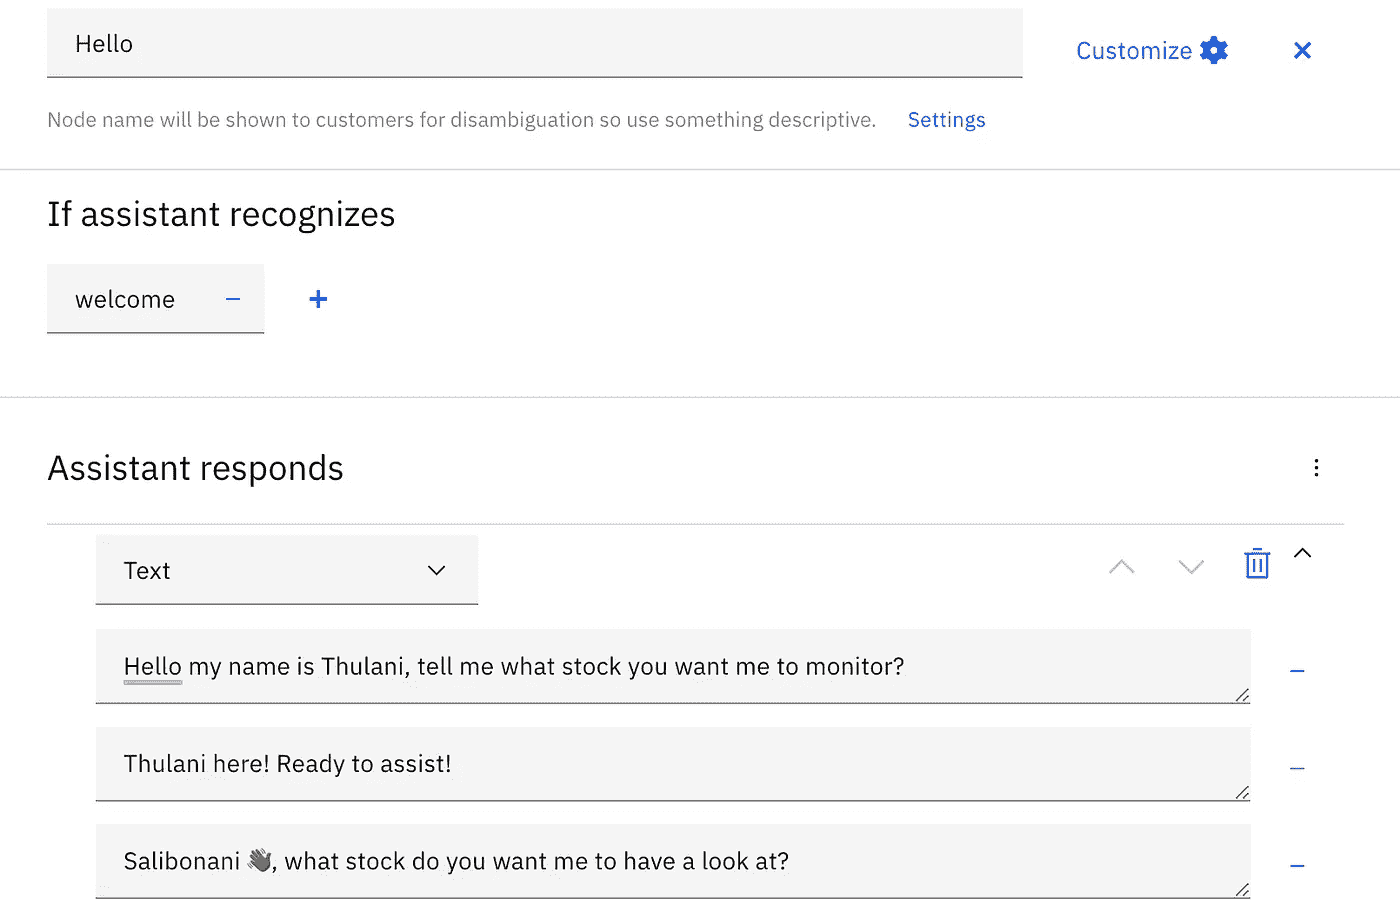 Hello
Customize
Node name will be shown to customers for disambiguation so use something descriptive. Settings
If assistant recognizes
welcome
Assistant responds
Text
Hello my name is Thulani, tell me what stock you want me to monitor?
Thulani here! Ready to assist!
Salibonani 👋, what stock do you want me to have a look at?